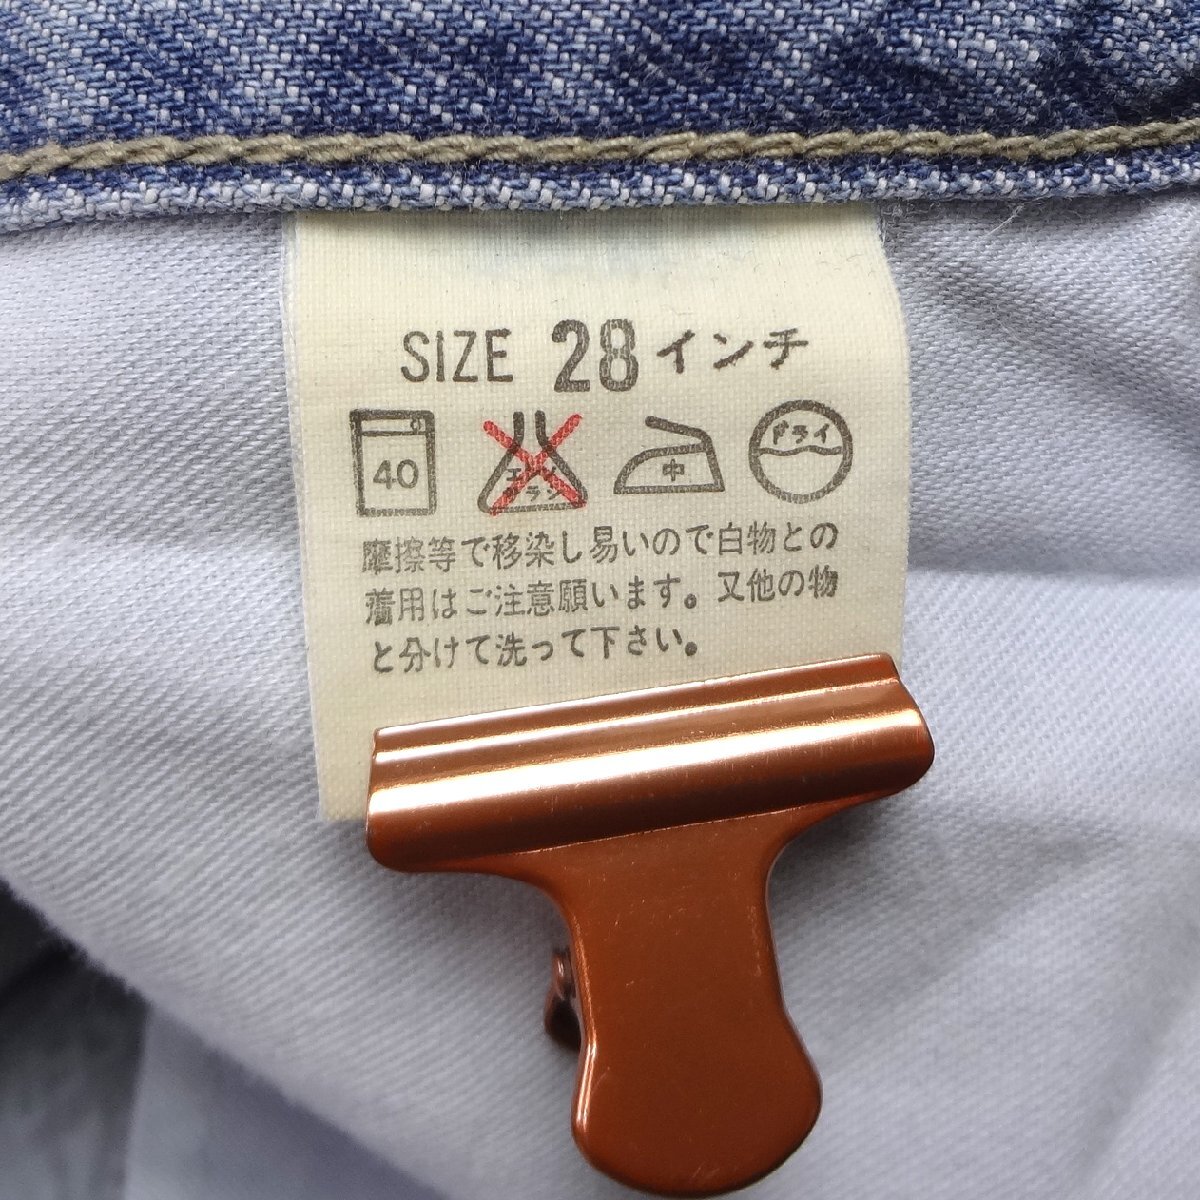 SIZE 28インチ
40 エンソサラシ 中 ドライ
摩擦等で移染し易いので白物との
着用はご注意願います。又他の物
と分けて洗って下さい。